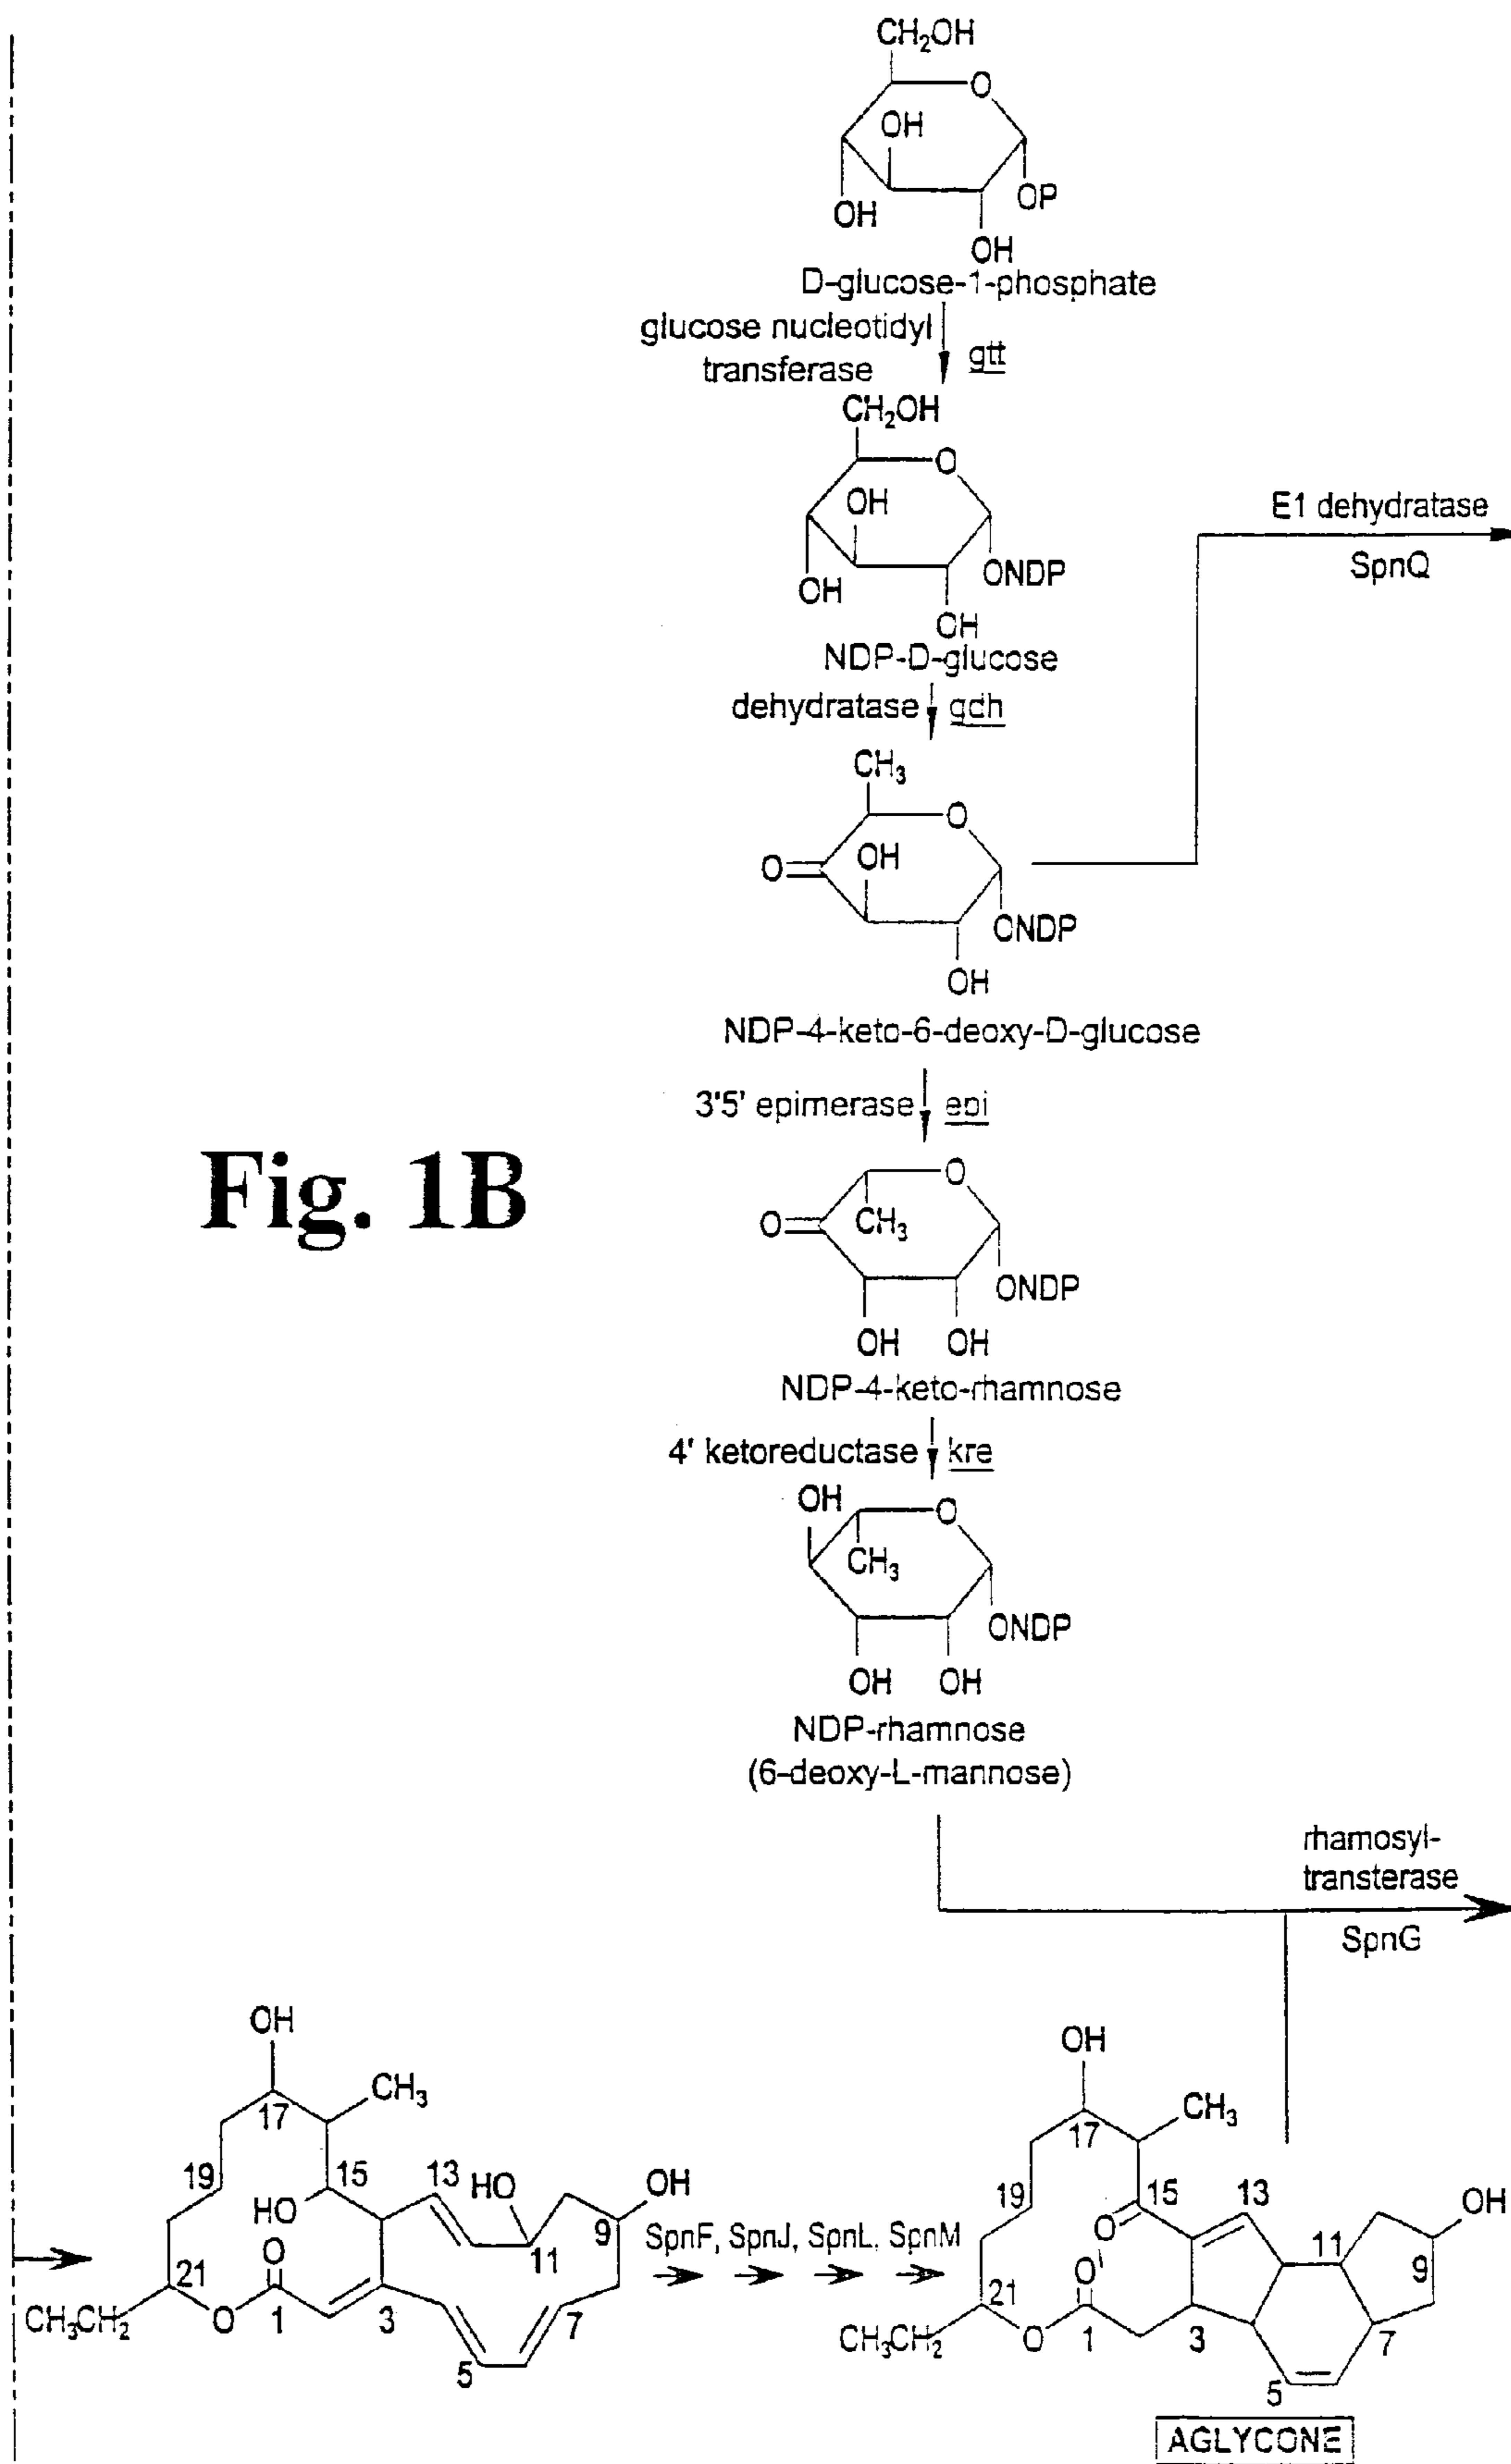 CH₂OH
O
OH
OP
OH
OH
D-glucose-1-phosphate
glucose nucleotidyl
transferase
gtt
CH₂OH
O
OH
ONDP
OH
OH
NDP-D-glucose
dehydratase gdh
E1 dehydratase
SpnQ
CH₃
O
O
OH
ONDP
OH
NDP-4-keto-6-deoxy-D-glucose
3'5' epimerase epi
Fig. 1B
O
O
CH₃
ONDP
OH OH
NDP-4-keto-rhamnose
4' ketoreductase kre
OH
O
CH₃
ONDP
OH OH
NDP-rhamnose
(6-deoxy-L-mannose)
rhamosyl-
transterase
SpnG
OH
CH₃
17
19
15
13
HO
OH
HO
O
9
11
21
CH₃CH₂
O
1
3
7
5
SpnF, SpnJ, SpnL, SpnM
OH
CH₃
17
19
15
13
OH
O
11
9
O
21
CH₃CH₂
O
1
3
7
5
AGLYCONE